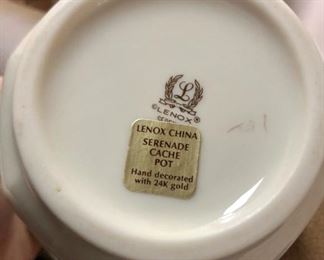 L
©LENOX®
LENOX CHINA
SERENADE
CACHE
POT
Hand decorated
with 24K gold